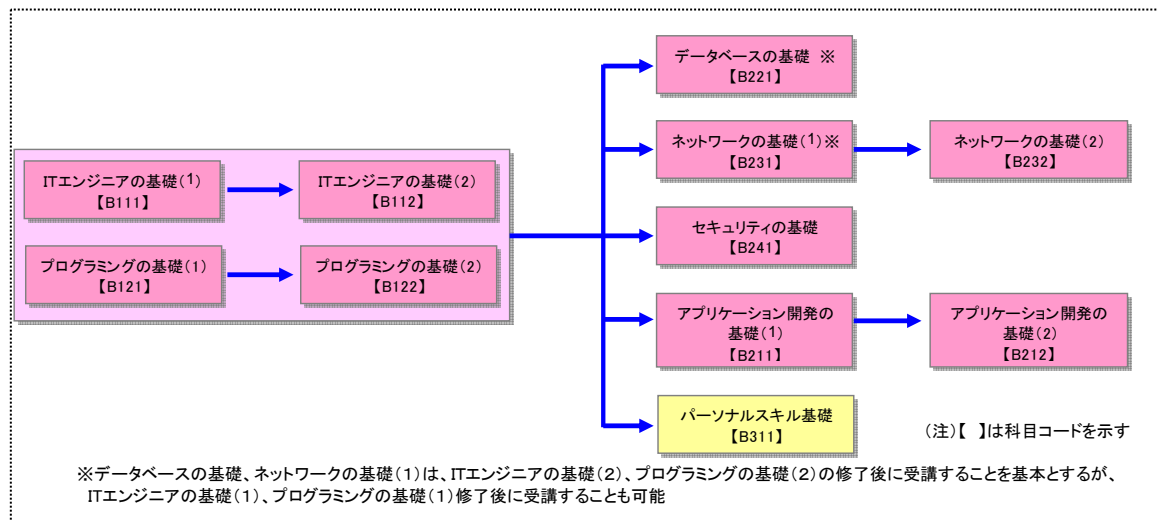 データベースの基礎 ※
【B221】
ネットワークの基礎(1)※
【B231】
ネットワークの基礎(2)
【B232】
ITエンジニアの基礎(1)
【B111】
ITエンジニアの基礎(2)
【B112】
セキュリティの基礎
【B241】
プログラミングの基礎(1)
【B121】
プログラミングの基礎(2)
【B122】
アプリケーション開発の
基礎(1)
【B211】
アプリケーション開発の
基礎(2)
【B212】
パーソナルスキル基礎
【B311】
(注)【 】は科目コードを示す
※データベースの基礎、ネットワークの基礎(1)は、ITエンジニアの基礎(2)、プログラミングの基礎(2)の修了後に受講することを基本とするが、
ITエンジニアの基礎(1)、プログラミングの基礎(1)修了後に受講することも可能